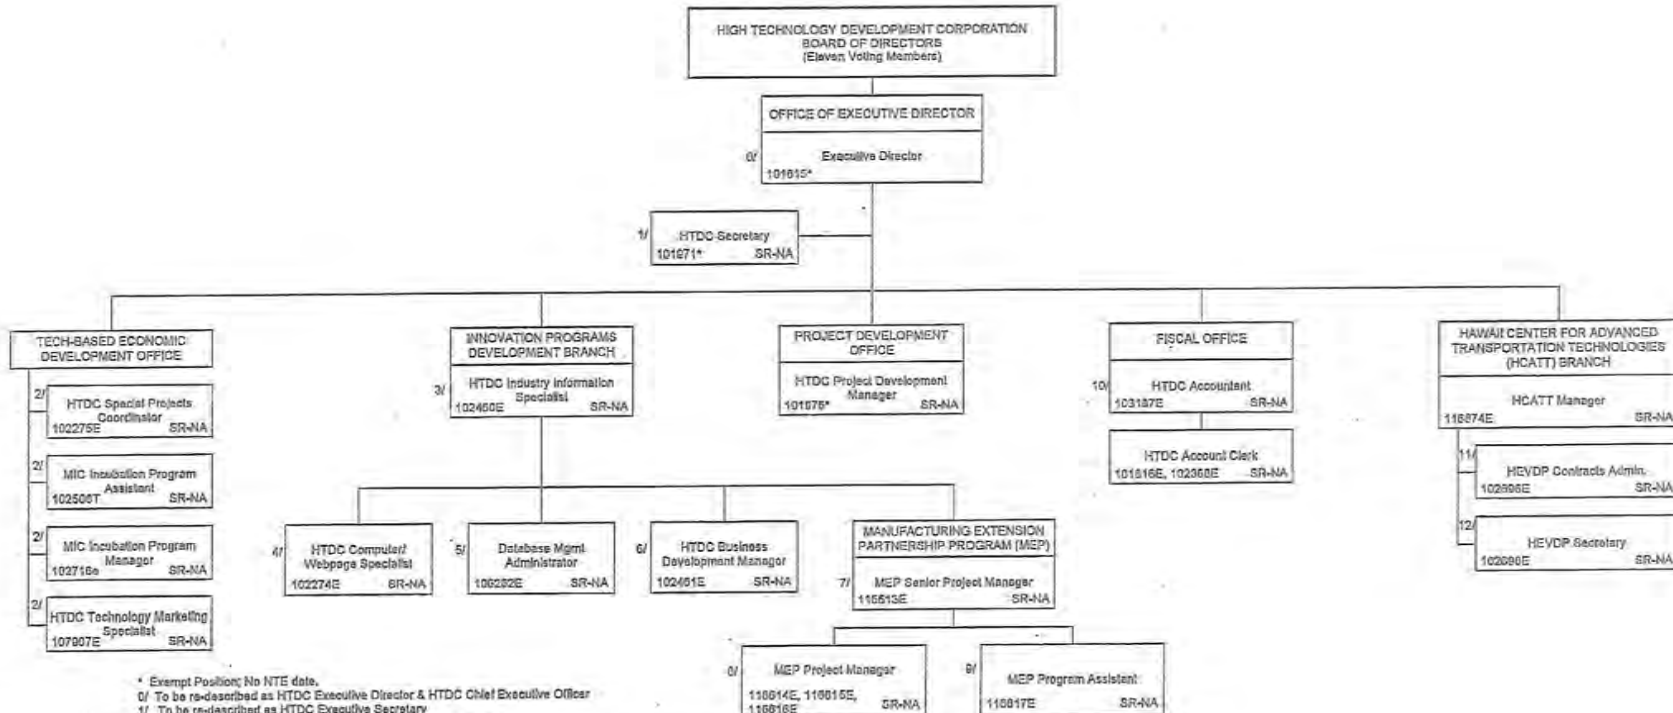 HIGH TECHNOLOGY DEVELOPMENT CORPORATION
BOARD OF DIRECTORS
(Eleven Voting Members)
OFFICE OF EXECUTIVE DIRECTOR
0/
Executive Director
101615*
1/
HTDC Secretary
101871* SR-NA
TECH-BASED ECONOMIC
DEVELOPMENT OFFICE
2/
HTDC Special Projects
Coordinator
102275E SR-NA
2/
MIC Incubation Program
Assistant
102506T SR-NA
2/
MIC Incubation Program
Manager
102716e SR-NA
2/
HTDC Technology Marketing
Specialist
107907E SR-NA
INNOVATION PROGRAMS
DEVELOPMENT BRANCH
3/
HTDC Industry Information
Specialist
102460E SR-NA
4/
HTDC Computer/
Webpage Specialist
102274E SR-NA
5/
Database Mgmt
Administrator
SR-NA
6/
HTDC Business
Development Manager
102461E SR-NA
MANUFACTURING EXTENSION
PARTNERSHIP PROGRAM (MEP)
7/
MEP Senior Project Manager
116613E SR-NA
MEP Project Manager
116614E, 116615E,
116616E SR-NA
9/
MEP Program Assistant
116617E SR-NA
PROJECT DEVELOPMENT
OFFICE
HTDC Project Development
Manager
101876* SR-NA
FISCAL OFFICE
10/
HTDC Accountant
103187E SR-NA
HTDC Account Clerk
101816E, 102368E SR-NA
HAWAII CENTER FOR ADVANCED
TRANSPORTATION TECHNOLOGIES
(HCATT) BRANCH
HCATT Manager
116874E SR-NA
11/
HEVDP Contracts Admin.
SR-NA
12/
HEVDP Secretary
SR-NA
* Exempt Position; No NTE date.
0/ To be re-described as HTDC Executive Director & HTDC Chief Executive Officer
1/ To be re-described as HTDC Executive Secretary